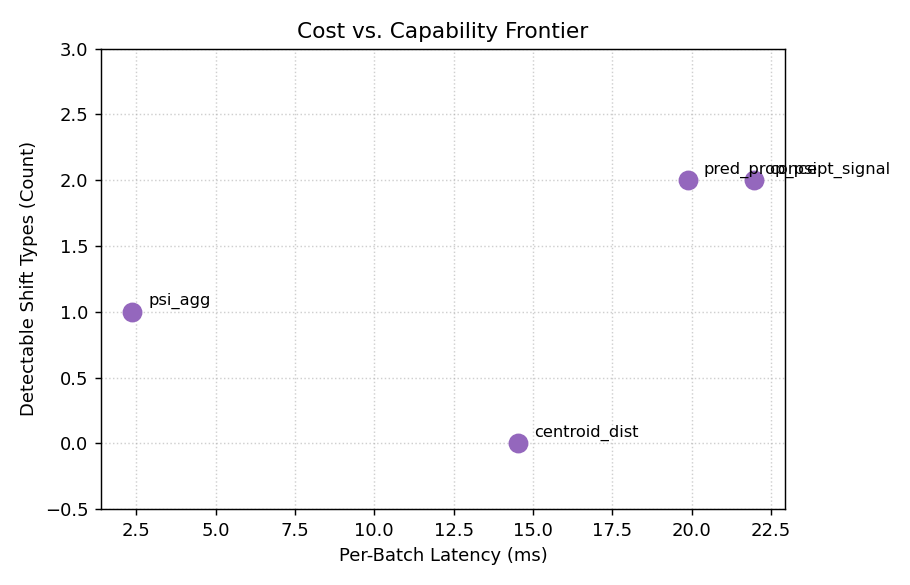 Cost vs. Capability Frontier
3.0
2.5
2.0
1.5
1.0
0.5
0.0
−0.5
Detectable Shift Types (Count)
pred_prop_psi
concept_signal
psi_agg
centroid_dist
2.5 5.0 7.5 10.0 12.5 15.0 17.5 20.0 22.5
Per-Batch Latency (ms)